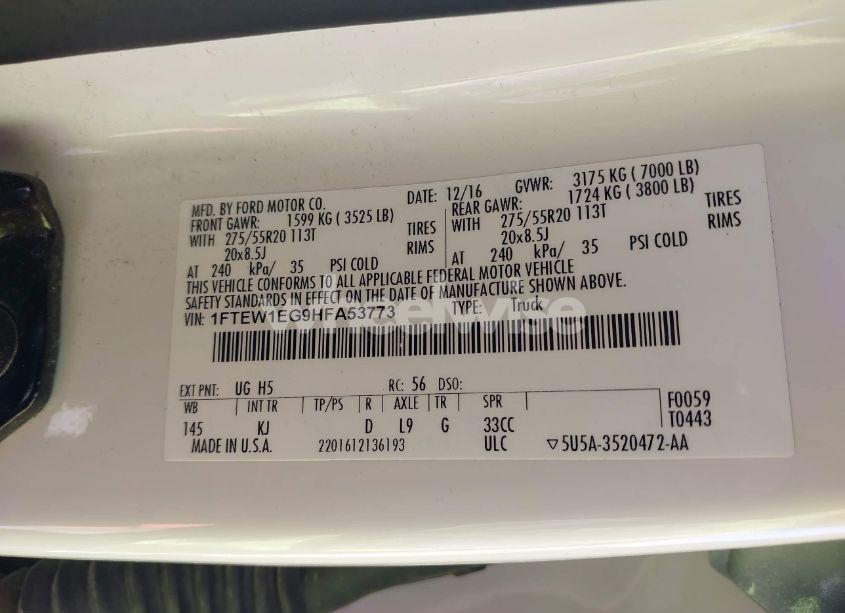 MFD. BY FORD MOTOR CO. DATE: 12/16 GVWR: 3175 KG ( 7000 LB)
FRONT GAWR: 1599 KG ( 3525 LB) REAR GAWR: 1724 KG ( 3800 LB)
WITH 275/55R20 113T TIRES WITH 275/55R20 113T TIRES
20x8.5J RIMS 20x8.5J RIMS
AT 240 kPa/ 35 PSI COLD AT 240 kPa/ 35 PSI COLD
THIS VEHICLE CONFORMS TO ALL APPLICABLE FEDERAL MOTOR VEHICLE
SAFETY STANDARDS IN EFFECT ON THE DATE OF MANUFACTURE SHOWN ABOVE.
VIN: 1FTEW1EG9HFA53773 TYPE: Truck
wheelwise
EXT PNT: UG H5 RC: 56 DSO:
WB INT TR TP/PS R AXLE TR SPR F0059
145 KJ D L9 G 33CC T0443
MADE IN U.S.A. 2201612136193 ULC ▽5U5A-3520472-AA